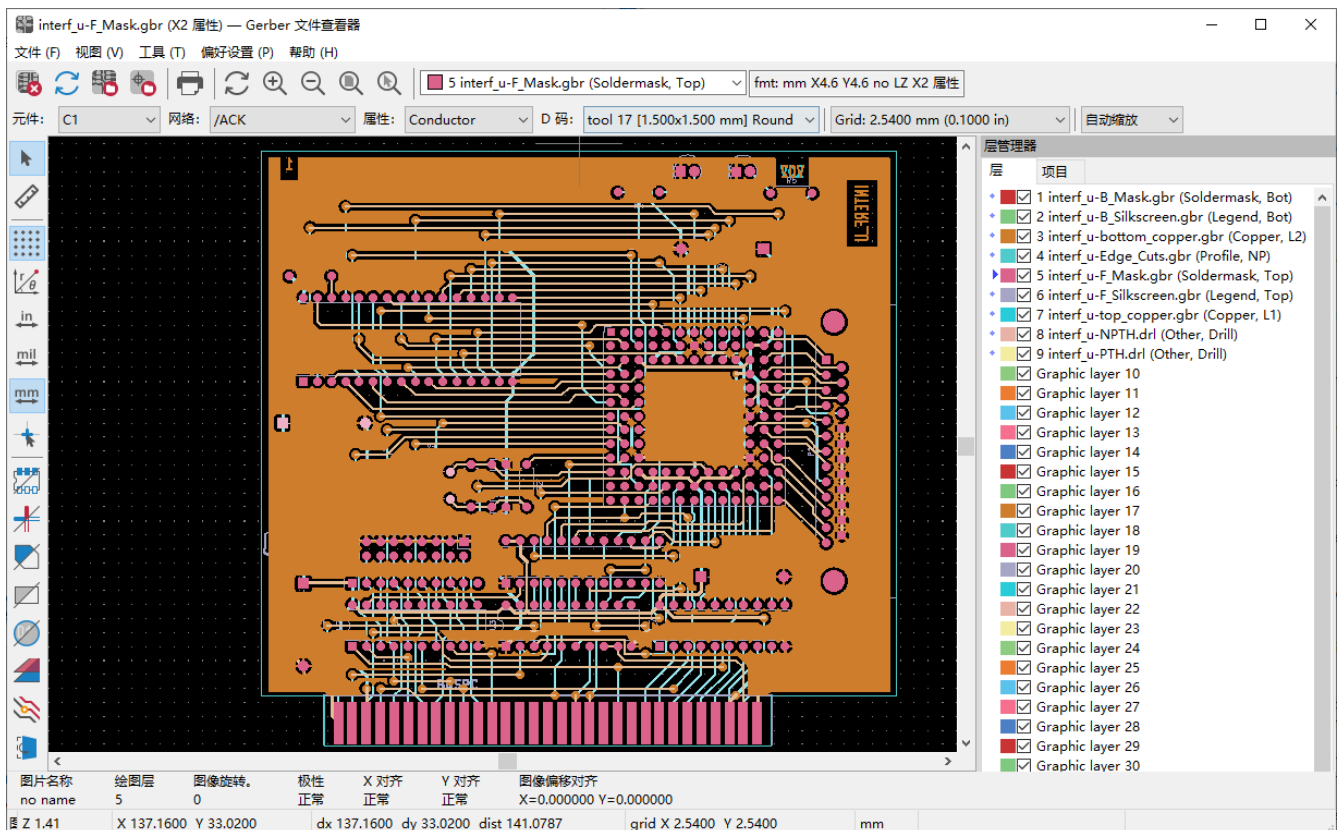 interf_u-F_Mask.gbr (X2 属性) — Gerber 文件查看器
文件 (F) 视图 (V) 工具 (T) 偏好设置 (P) 帮助 (H)
5 interf_u-F_Mask.gbr (Soldermask, Top) fmt: mm X4.6 Y4.6 no LZ X2 属性
元件: C1 网络: /ACK 属性: Conductor D 码: tool 17 [1.500x1.500 mm] Round Grid: 2.5400 mm (0.1000 in) 自动缩放
in
mil
mm
层管理器
层 项目
1 interf_u-B_Mask.gbr (Soldermask, Bot)
2 interf_u-B_Silkscreen.gbr (Legend, Bot)
3 interf_u-bottom_copper.gbr (Copper, L2)
4 interf_u-Edge_Cuts.gbr (Profile, NP)
5 interf_u-F_Mask.gbr (Soldermask, Top)
6 interf_u-F_Silkscreen.gbr (Legend, Top)
7 interf_u-top_copper.gbr (Copper, L1)
8 interf_u-NPTH.drl (Other, Drill)
9 interf_u-PTH.drl (Other, Drill)
Graphic layer 10
Graphic layer 11
Graphic layer 12
Graphic layer 13
Graphic layer 14
Graphic layer 15
Graphic layer 16
Graphic layer 17
Graphic layer 18
Graphic layer 19
Graphic layer 20
Graphic layer 21
Graphic layer 22
Graphic layer 23
Graphic layer 24
Graphic layer 25
Graphic layer 26
Graphic layer 27
Graphic layer 28
Graphic layer 29
Graphic layer 30
图片名称 绘图层 图像旋转。 极性 X 对齐 Y 对齐 图像偏移对齐
no name 5 0 正常 正常 正常 X=0.000000 Y=0.000000
Z 1.41 X 137.1600 Y 33.0200 dx 137.1600 dy 33.0200 dist 141.0787 grid X 2.5400 Y 2.5400 mm